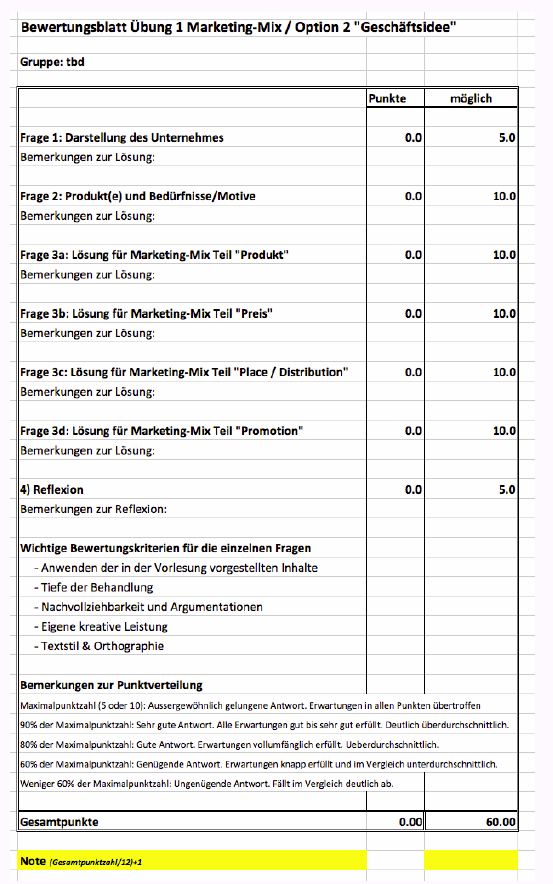 Bewertungsblatt Übung 1 Marketing-Mix / Option 2 "Geschäftsidee"
Gruppe: tbd
Punkte möglich
Frage 1: Darstellung des Unternehmes 0.0 5.0
Bemerkungen zur Lösung:
Frage 2: Produkt(e) und Bedürfnisse/Motive 0.0 10.0
Bemerkungen zur Lösung:
Frage 3a: Lösung für Marketing-Mix Teil "Produkt" 0.0 10.0
Bemerkungen zur Lösung:
Frage 3b: Lösung für Marketing-Mix Teil "Preis" 0.0 10.0
Bemerkungen zur Lösung:
Frage 3c: Lösung für Marketing-Mix Teil "Place / Distribution" 0.0 10.0
Bemerkungen zur Lösung:
Frage 3d: Lösung für Marketing-Mix Teil "Promotion" 0.0 10.0
Bemerkungen zur Lösung:
4) Reflexion 0.0 5.0
Bemerkungen zur Reflexion:
Wichtige Bewertungskriterien für die einzelnen Fragen
- Anwenden der in der Vorlesung vorgestellten Inhalte
- Tiefe der Behandlung
- Nachvollziehbarkeit und Argumentationen
- Eigene kreative Leistung
- Textstil & Orthographie
Bemerkungen zur Punktverteilung
Maximalpunktzahl (5 oder 10): Aussergewöhnlich gelungene Antwort. Erwartungen in allen Punkten übertroffen
90% der Maximalpunktzahl: Sehr gute Antwort. Alle Erwartungen gut bis sehr gut erfüllt. Deutlich überdurchschnittlich.
80% der Maximalpunktzahl: Gute Antwort. Erwartungen vollumfänglich erfüllt. Ueberdurchschnittlich.
60% der Maximalpunktzahl: Genügende Antwort. Erwartungen knapp erfüllt und im Vergleich unterdurchschnittlich.
Weniger 60% der Maximalpunktzahl: Ungenügende Antwort. Fällt im Vergleich deutlich ab.
Gesamtpunkte 0.00 60.00
Note (Gesamtpunktzahl/12)+1